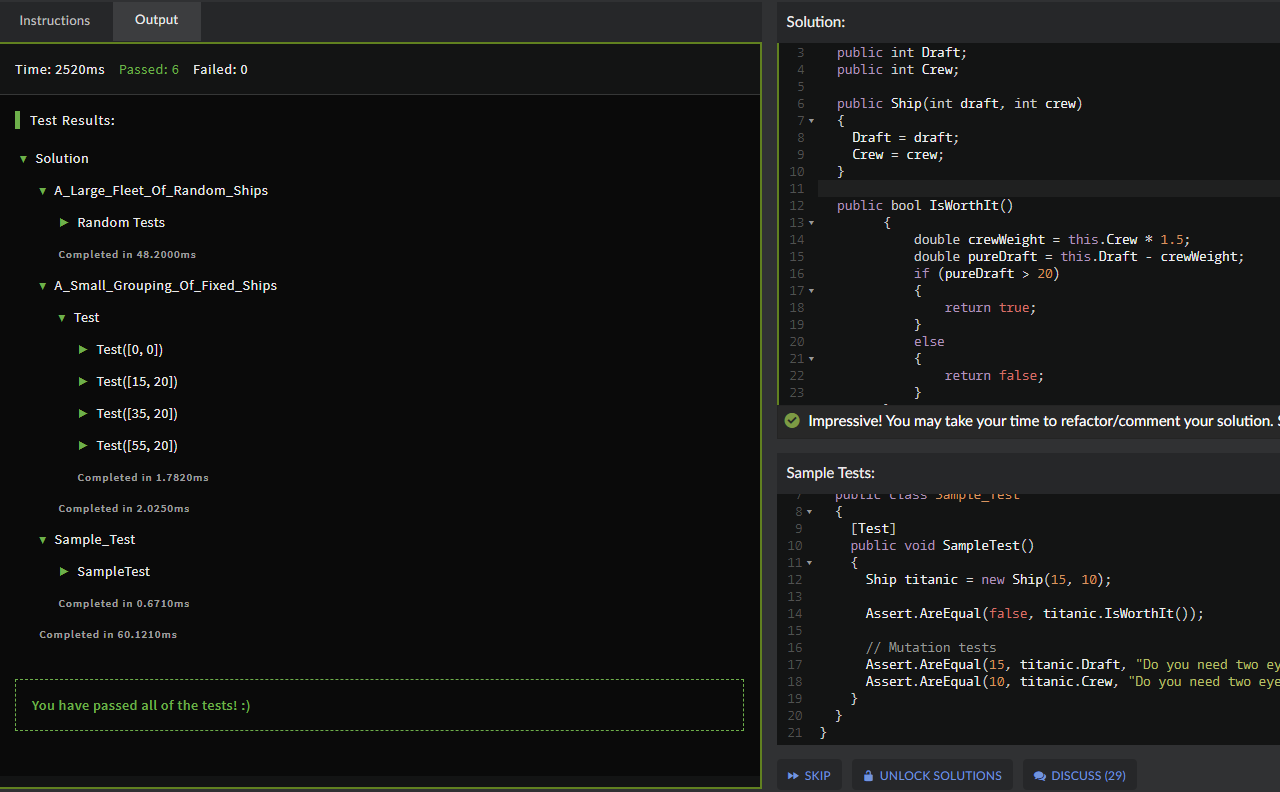 Instructions
Output
Time: 2520ms Passed: 6 Failed: 0
Test Results:
▼ Solution
▼ A_Large_Fleet_Of_Random_Ships
▶ Random Tests
Completed in 48.2000ms
▼ A_Small_Grouping_Of_Fixed_Ships
▼ Test
▶ Test([0, 0])
▶ Test([15, 20])
▶ Test([35, 20])
▶ Test([55, 20])
Completed in 1.7820ms
Completed in 2.0250ms
▼ Sample_Test
▶ SampleTest
Completed in 0.6710ms
Completed in 60.1210ms
You have passed all of the tests! :)
Solution:
3 public int Draft;
4 public int Crew;
5
6 public Ship(int draft, int crew)
7 {
8 Draft = draft;
9 Crew = crew;
10 }
11
12 public bool IsWorthIt()
13 {
14 double crewWeight = this.Crew * 1.5;
15 double pureDraft = this.Draft - crewWeight;
16 if (pureDraft > 20)
17 {
18 return true;
19 }
20 else
21 {
22 return false;
23 }
Impressive! You may take your time to refactor/comment your solution. S
Sample Tests:
7 public class Sample_Test
8 {
9 [Test]
10 public void SampleTest()
11 {
12 Ship titanic = new Ship(15, 10);
13
14 Assert.AreEqual(false, titanic.IsWorthIt());
15
16 // Mutation tests
17 Assert.AreEqual(15, titanic.Draft, "Do you need two ey
18 Assert.AreEqual(10, titanic.Crew, "Do you need two eye
19 }
20 }
21 }
SKIP
UNLOCK SOLUTIONS
DISCUSS (29)